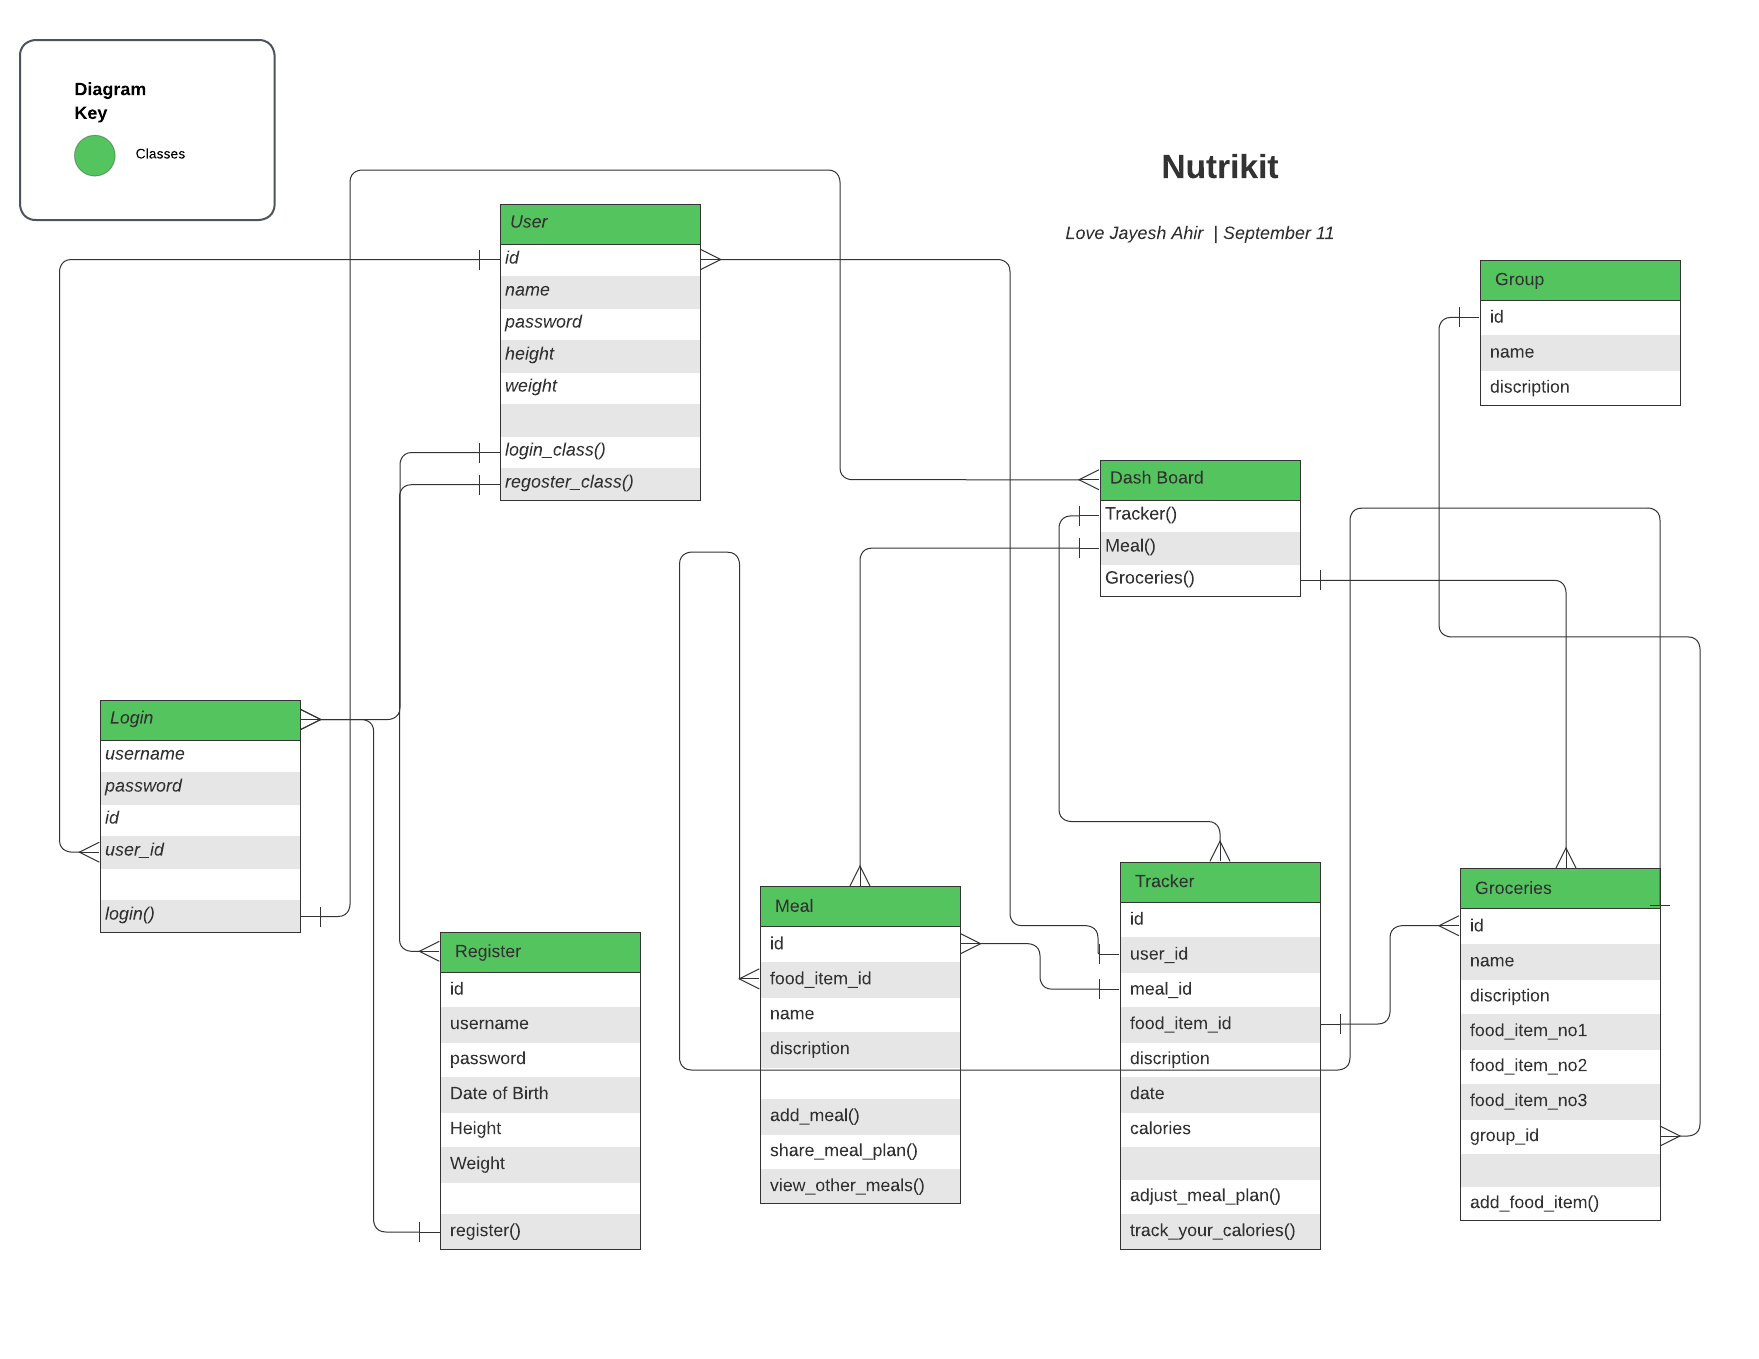 Diagram
Key
Classes
Nutrikit
Love Jayesh Ahir | September 11
User
id
name
password
height
weight
login_class()
regoster_class()
Group
id
name
discription
Dash Board
Tracker()
Meal()
Groceries()
Login
username
password
id
user_id
login()
Register
id
username
password
Date of Birth
Height
Weight
register()
Meal
id
food_item_id
name
discription
add_meal()
share_meal_plan()
view_other_meals()
Tracker
id
user_id
meal_id
food_item_id
discription
date
calories
adjust_meal_plan()
track_your_calories()
Groceries
id
name
discription
food_item_no1
food_item_no2
food_item_no3
group_id
add_food_item()